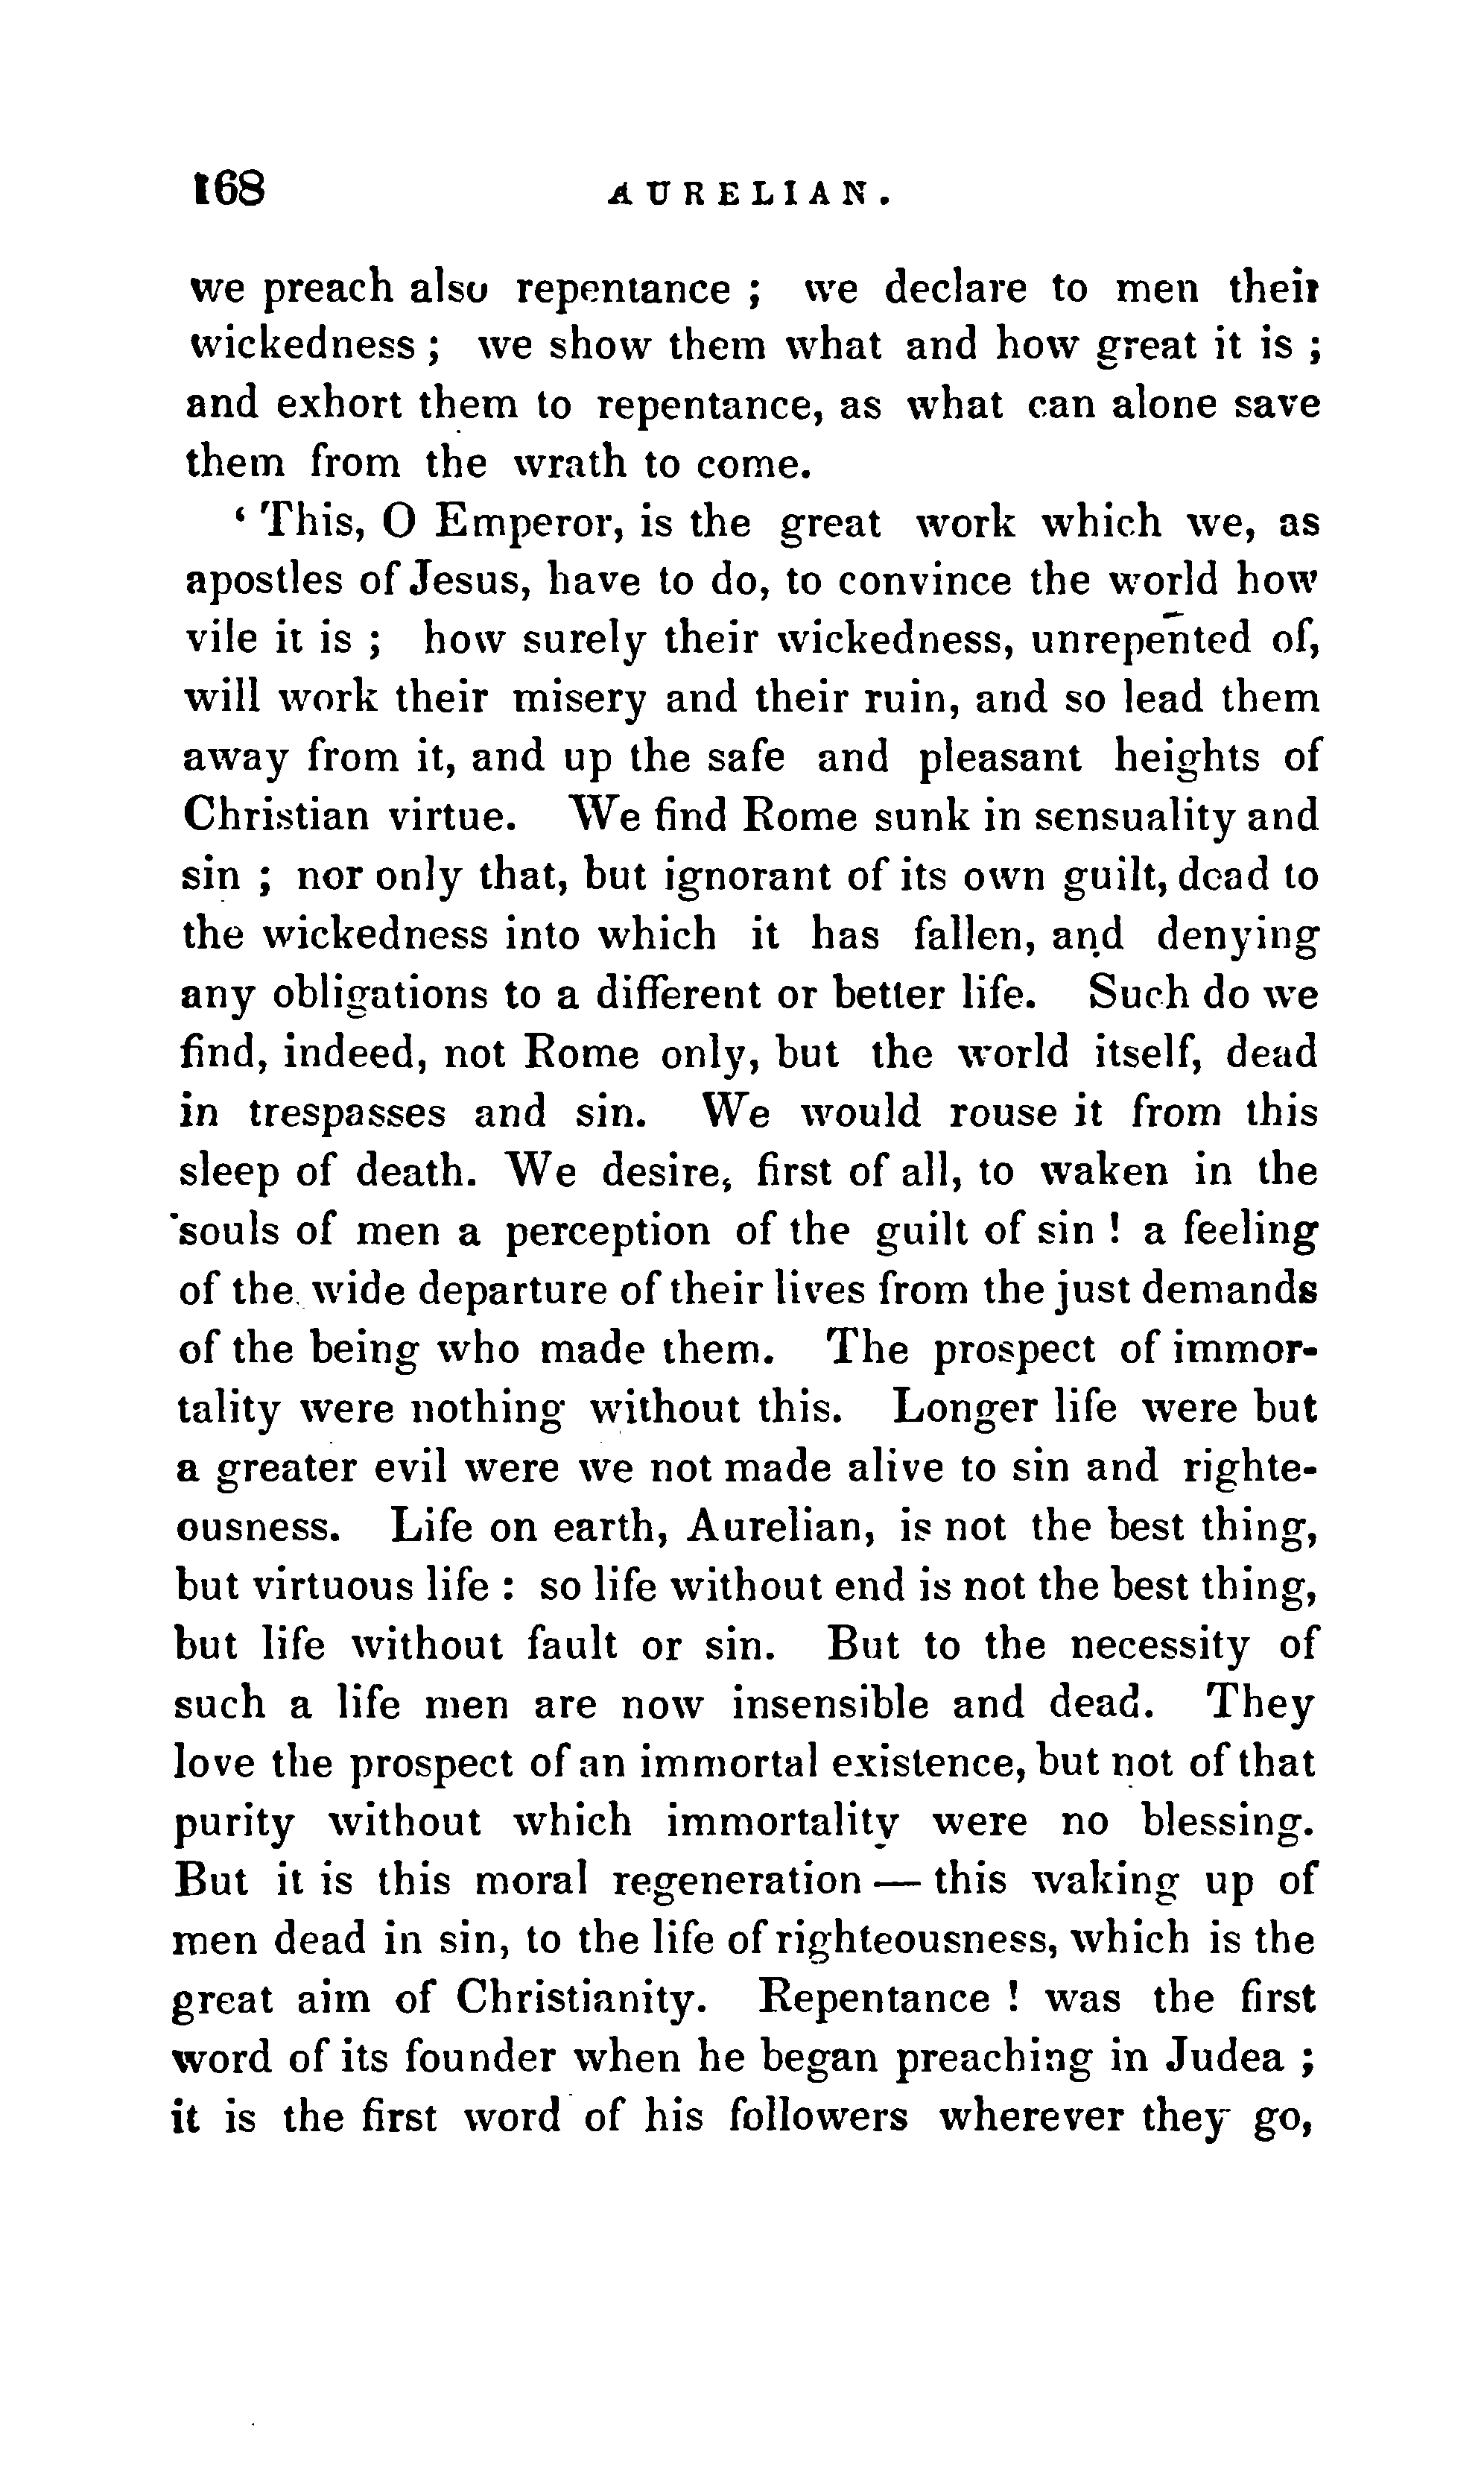 168 AURELIAN.
we preach also repentance ; we declare to men their
wickedness ; we show them what and how great it is ;
and exhort them to repentance, as what can alone save
them from the wrath to come.
‘ This, O Emperor, is the great work which we, as
apostles of Jesus, have to do, to convince the world how
vile it is ; how surely their wickedness, unrepented of,
will work their misery and their ruin, and so lead them
away from it, and up the safe and pleasant heights of
Christian virtue. We find Rome sunk in sensuality and
sin ; nor only that, but ignorant of its own guilt, dead to
the wickedness into which it has fallen, and denying
any obligations to a different or better life. Such do we
find, indeed, not Rome only, but the world itself, dead
in trespasses and sin. We would rouse it from this
sleep of death. We desire, first of all, to waken in the
souls of men a perception of the guilt of sin ! a feeling
of the wide departure of their lives from the just demands
of the being who made them. The prospect of immor-
tality were nothing without this. Longer life were but
a greater evil were we not made alive to sin and righte-
ousness. Life on earth, Aurelian, is not the best thing,
but virtuous life : so life without end is not the best thing,
but life without fault or sin. But to the necessity of
such a life men are now insensible and dead. They
love the prospect of an immortal existence, but not of that
purity without which immortality were no blessing.
But it is this moral regeneration — this waking up of
men dead in sin, to the life of righteousness, which is the
great aim of Christianity. Repentance ! was the first
word of its founder when he began preaching in Judea ;
it is the first word of his followers wherever they go,